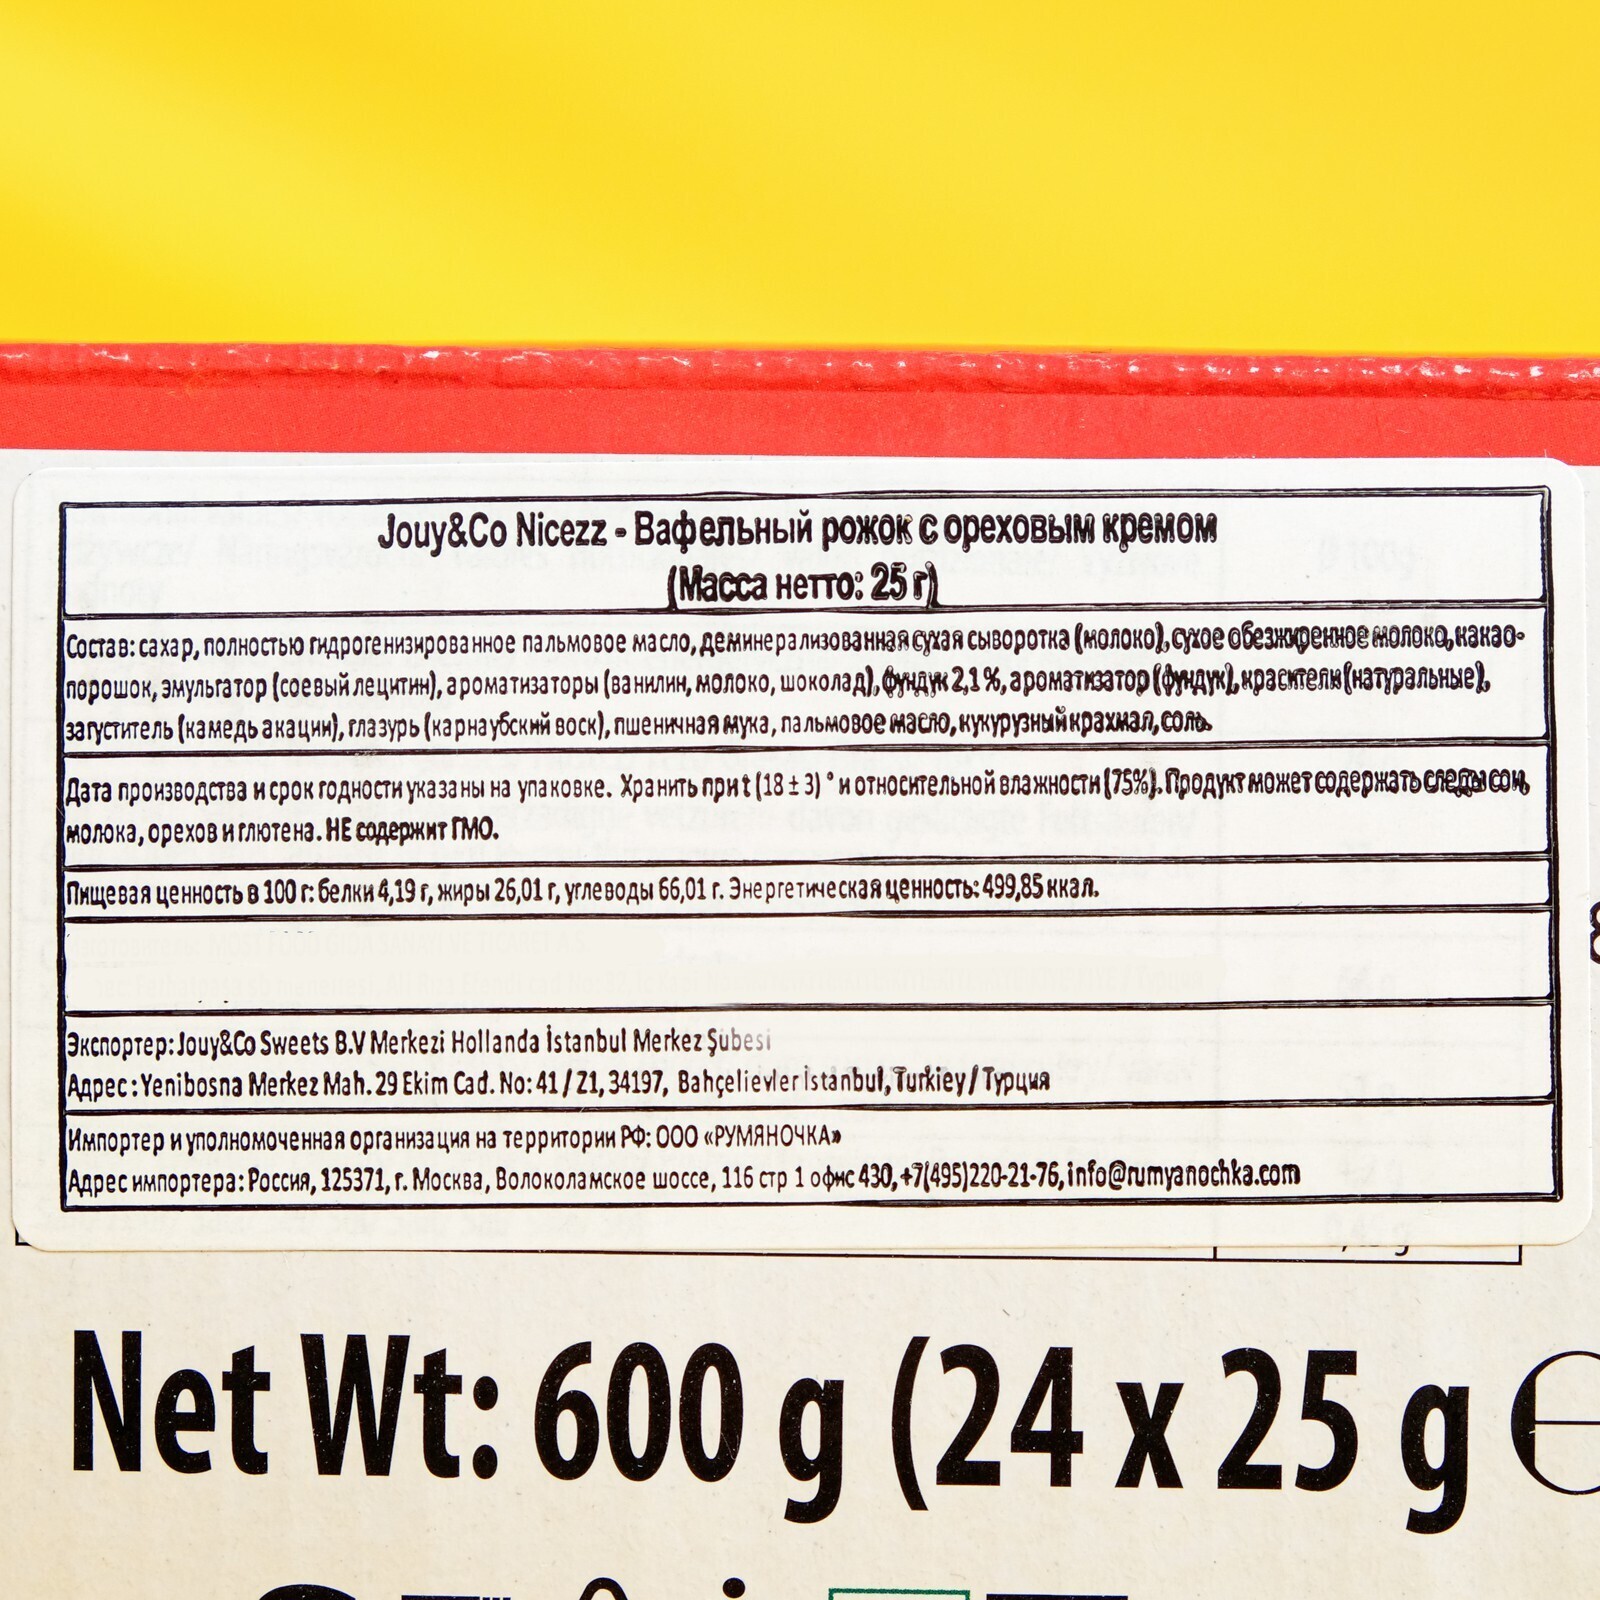 Jouy&Co Nicezz - Вафельный рожок с ореховым кремом
(Масса нетто: 25 г)
Состав: сахар, полностью гидрогенизированное пальмовое масло, деминерализованная сухая сыворотка (молоко), сухое обезжиренное молоко, какао-
порошок, эмульгатор (соевый лецитин), ароматизаторы (ванилин, молоко, шоколад), фундук 2,1 %, ароматизатор (фундук), красители (натуральные),
загуститель (камедь акации), глазурь (карнаубский воск), пшеничная мука, пальмовое масло, кукурузный крахмал, соль.
Дата производства и срок годности указаны на упаковке. Хранить при t (18 ± 3) ° и относительной влажности (75%). Продукт может содержать следы сои,
молока, орехов и глютена. НЕ содержит ГМО.
Пищевая ценность в 100 г: белки 4,19 г, жиры 26,01 г, углеводы 66,01 г. Энергетическая ценность: 499,85 ккал.
Экспортер: Jouy&Co Sweets B.V Merkezi Hollanda İstanbul Merkez Şubesi
Адрес : Yenibosna Merkez Mah. 29 Ekim Cad. No: 41 / Z1, 34197, Bahçelievler İstanbul, Turkiey / Турция
Импортер и уполномоченная организация на территории РФ: ООО «РУМЯНОЧКА»
Адрес импортера: Россия, 125371, г. Москва, Волоколамское шоссе, 116 стр 1 офис 430, +7(495)220-21-76, info@rumyanochka.com
Net Wt: 600 g (24 x 25 g ℮